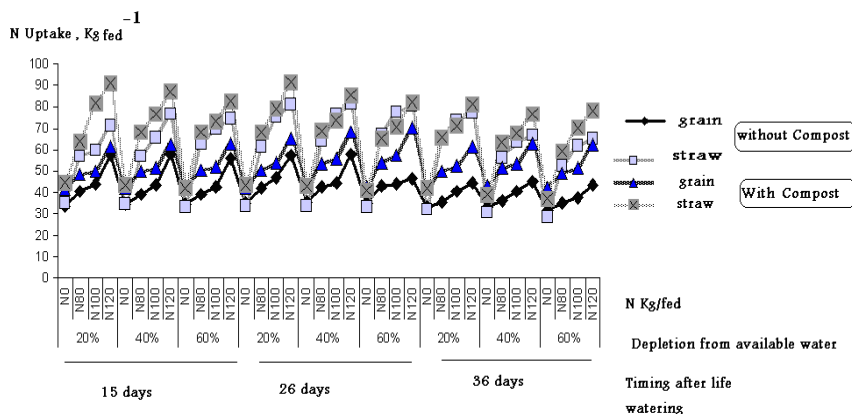 N Uptake , Kg fed -1
100
90
80
70
60
50
40
30
20
10
0
grain
straw
without Compost
grain
straw
With Compost
N0 N80 N100 N120 N0 N80 N100 N120 N0 N80 N100 N120 N0 N80 N100 N120 N0 N80 N100 N120 N0 N80 N100 N120 N0 N80 N100 N120 N0 N80 N100 N120 N0 N80 N100 N120
N Kg/fed
20% 40% 60% 20% 40% 60% 20% 40% 60%
Depletion from available water
15 days 26 days 36 days
Timing after life
watering